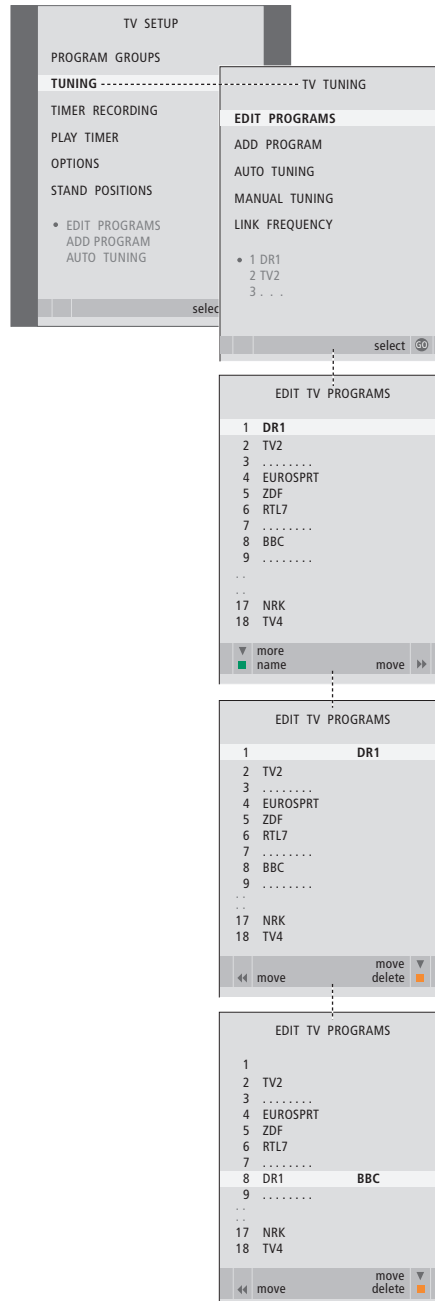 TV SETUP
PROGRAM GROUPS
TUNING
TIMER RECORDING
PLAY TIMER
OPTIONS
STAND POSITIONS
• EDIT PROGRAMS
ADD PROGRAM
AUTO TUNING
selec
TV TUNING
EDIT PROGRAMS
ADD PROGRAM
AUTO TUNING
MANUAL TUNING
LINK FREQUENCY
• 1 DR1
2 TV2
3 . . .
select GO
EDIT TV PROGRAMS
1 DR1
2 TV2
3 . . . . . . . .
4 EUROSPRT
5 ZDF
6 RTL7
7 . . . . . . . .
8 BBC
9 . . . . . . . .
. .
. .
17 NRK
18 TV4
▼ more
name move ▸▸
EDIT TV PROGRAMS
1 DR1
2 TV2
3 . . . . . . . .
4 EUROSPRT
5 ZDF
6 RTL7
7 . . . . . . . .
8 BBC
9 . . . . . . . .
. .
. .
17 NRK
18 TV4
move ▼
◂◂ move delete
EDIT TV PROGRAMS
1
2 TV2
3 . . . . . . . .
4 EUROSPRT
5 ZDF
6 RTL7
7 . . . . . . . .
8 DR1 BBC
9 . . . . . . . .
. .
. .
17 NRK
18 TV4
move ▼
◂◂ move delete